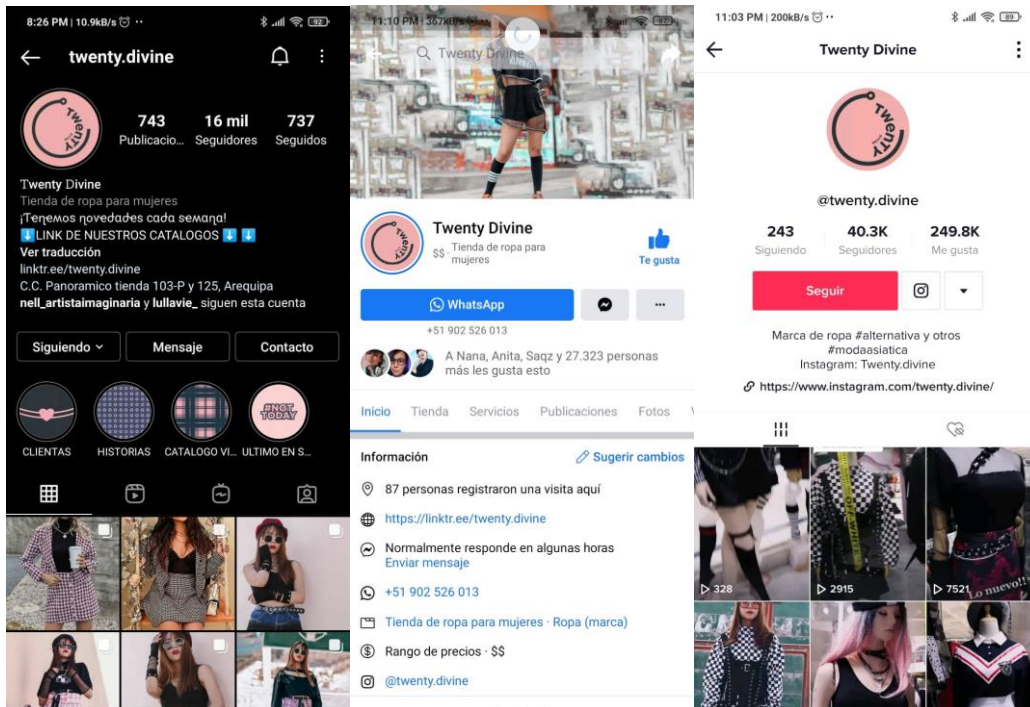 8:26 PM | 10.9kB/s
92
twenty.divine
TWENTY
743
16 mil
737
Publicacio...
Seguidores
Seguidos
Twenty Divine
Tienda de ropa para mujeres
¡Tenemos novedades cada semana!
⬇️LINK DE NUESTROS CATALOGOS ⬇️ ⬇️
Ver traducción
linktr.ee/twenty.divine
C.C. Panoramico tienda 103-P y 125, Arequipa
nell_artistaimaginaria y lullavie_ siguen esta cuenta
Siguiendo
Mensaje
Contacto
#NOT TODAY
CLIENTAS
HISTORIAS
CATALOGO VI...
ULTIMO EN S...
11:10 PM | 367kB/s
Twenty Divine
TWENTY
Twenty Divine
$$ · Tienda de ropa para
mujeres
Te gusta
WhatsApp
+51 902 526 013
A Nana, Anita, Saqz y 27.323 personas
más les gusta esto
Inicio
Tienda
Servicios
Publicaciones
Fotos
Información
Sugerir cambios
87 personas registraron una visita aquí
https://linktr.ee/twenty.divine
Normalmente responde en algunas horas
Enviar mensaje
+51 902 526 013
Tienda de ropa para mujeres · Ropa (marca)
Rango de precios · $$
@twenty.divine
11:03 PM | 200kB/s
89
Twenty Divine
TWENTY
@twenty.divine
243
40.3K
249.8K
Siguiendo
Seguidores
Me gusta
Seguir
Marca de ropa #alternativa y otros
#modaasiatica
Instagram: Twenty.divine
https://www.instagram.com/twenty.divine/
328
2915
7521
Lo nuevo!!